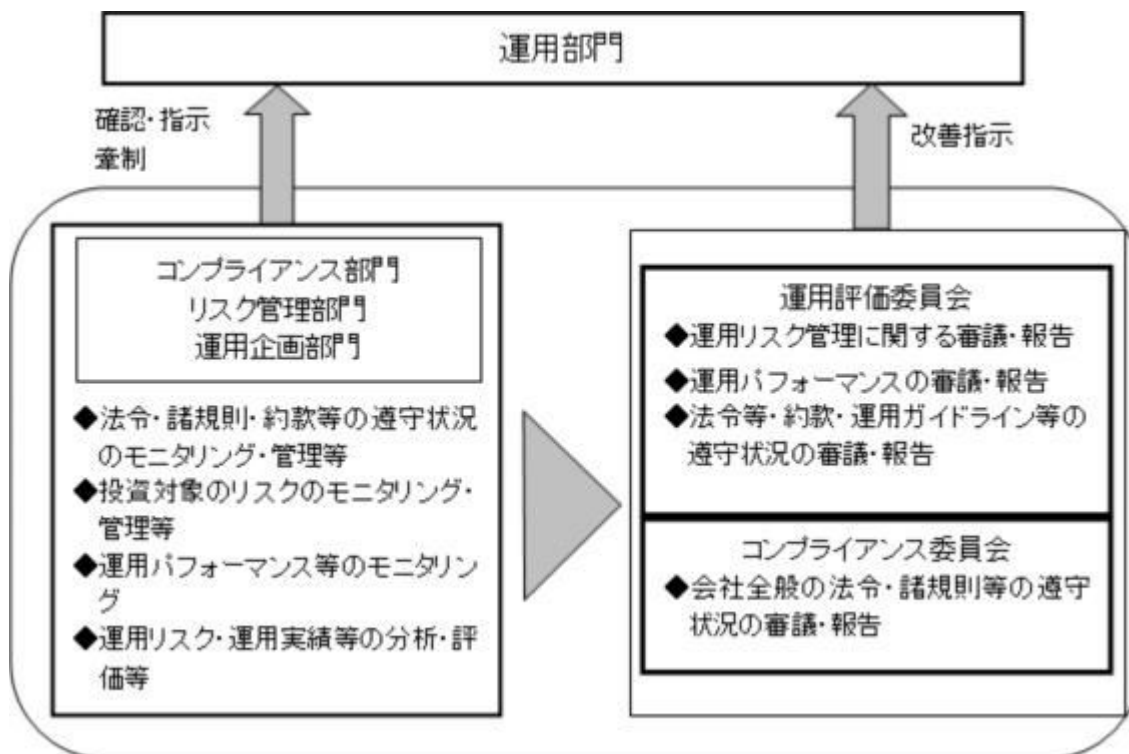 運用部門
確認・指示
牽制
改善指示
コンプライアンス部門
リスク管理部門
運用企画部門
◆法令・諸規則・約款等の遵守状況
のモニタリング・管理等
◆投資対象のリスクのモニタリング・
管理等
◆運用パフォーマンス等のモニタリン
グ
◆運用リスク・運用実績等の分析・評
価等
運用評価委員会
◆運用リスク管理に関する審議・報告
◆運用パフォーマンスの審議・報告
◆法令等・約款・運用ガイドライン等の
遵守状況の審議・報告
コンプライアンス委員会
◆会社全般の法令・諸規則等の遵守
状況の審議・報告